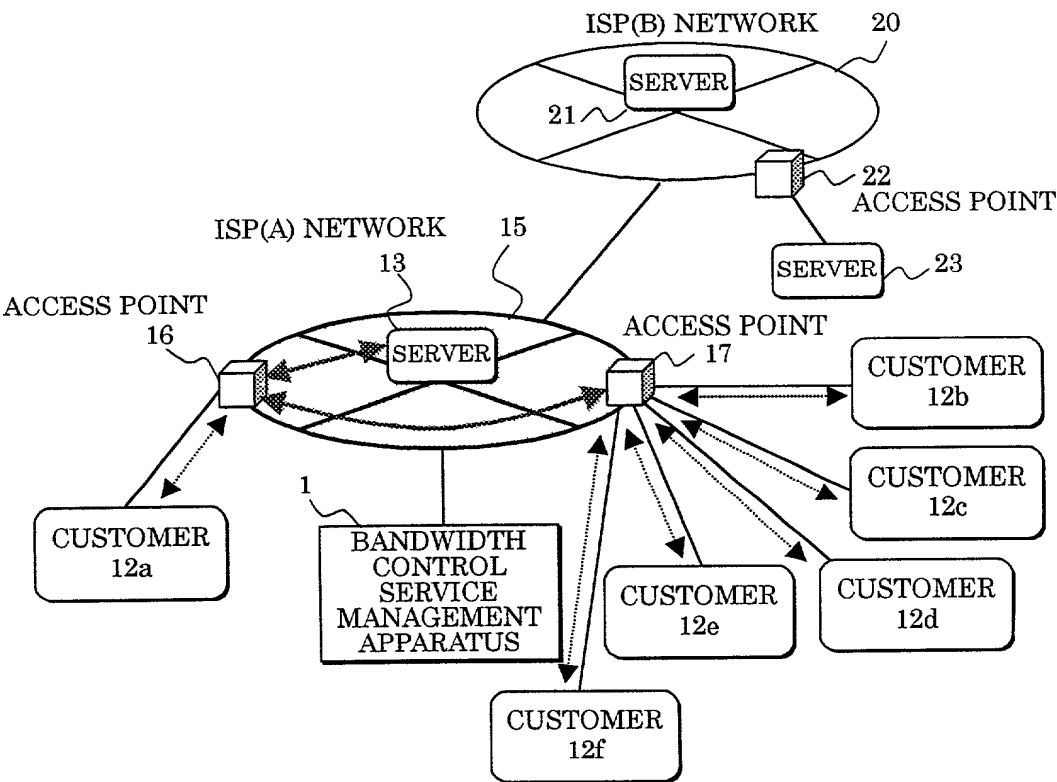 ISP(B) NETWORK
20
SERVER
21
22
ACCESS POINT
SERVER
23
ISP(A) NETWORK
15
13
ACCESS POINT
16
SERVER
ACCESS POINT
17
CUSTOMER
12b
CUSTOMER
12c
CUSTOMER
12a
1
BANDWIDTH
CONTROL
SERVICE
MANAGEMENT
APPARATUS
CUSTOMER
12e
CUSTOMER
12d
CUSTOMER
12f